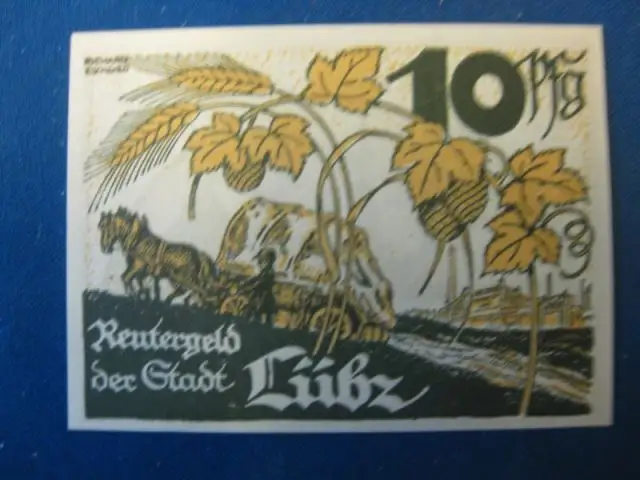 10 Pfg
Reutergeld
der Stadt Lübz